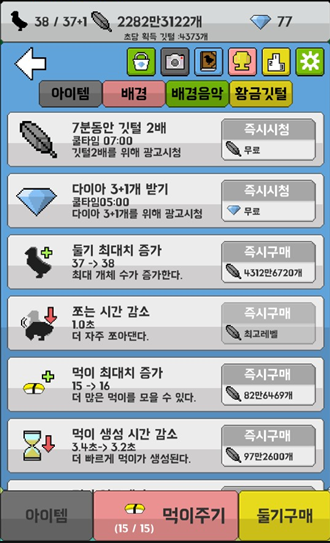 38 / 37+1 2282만3122개 77
초당 획득 깃털 :4373개
아이템 배경 배경음악 황금깃털
7분동안 깃털 2배
쿨타임 07:00
깃털2배를 위해 광고시청
즉시시청
무료
다이아 3+1개 받기
쿨타임05:00
다이아 3+1개를 위해 광고시청
즉시시청
무료
둘기 최대치 증가
37 -> 38
최대 개체 수가 증가한다.
즉시구매
4312만6720개
쪼는 시간 감소
1.0초
더 자주 쪼아댄다.
즉시구매
최고레벨
먹이 최대치 증가
15 -> 16
더 많은 먹이를 모을 수 있다.
즉시구매
82만6469개
먹이 생성 시간 감소
3.4초-> 3.2초
더 빠르게 먹이가 생성된다.
즉시구매
97만2600개
아이템 먹이주기 둘기구매
(15 / 15)